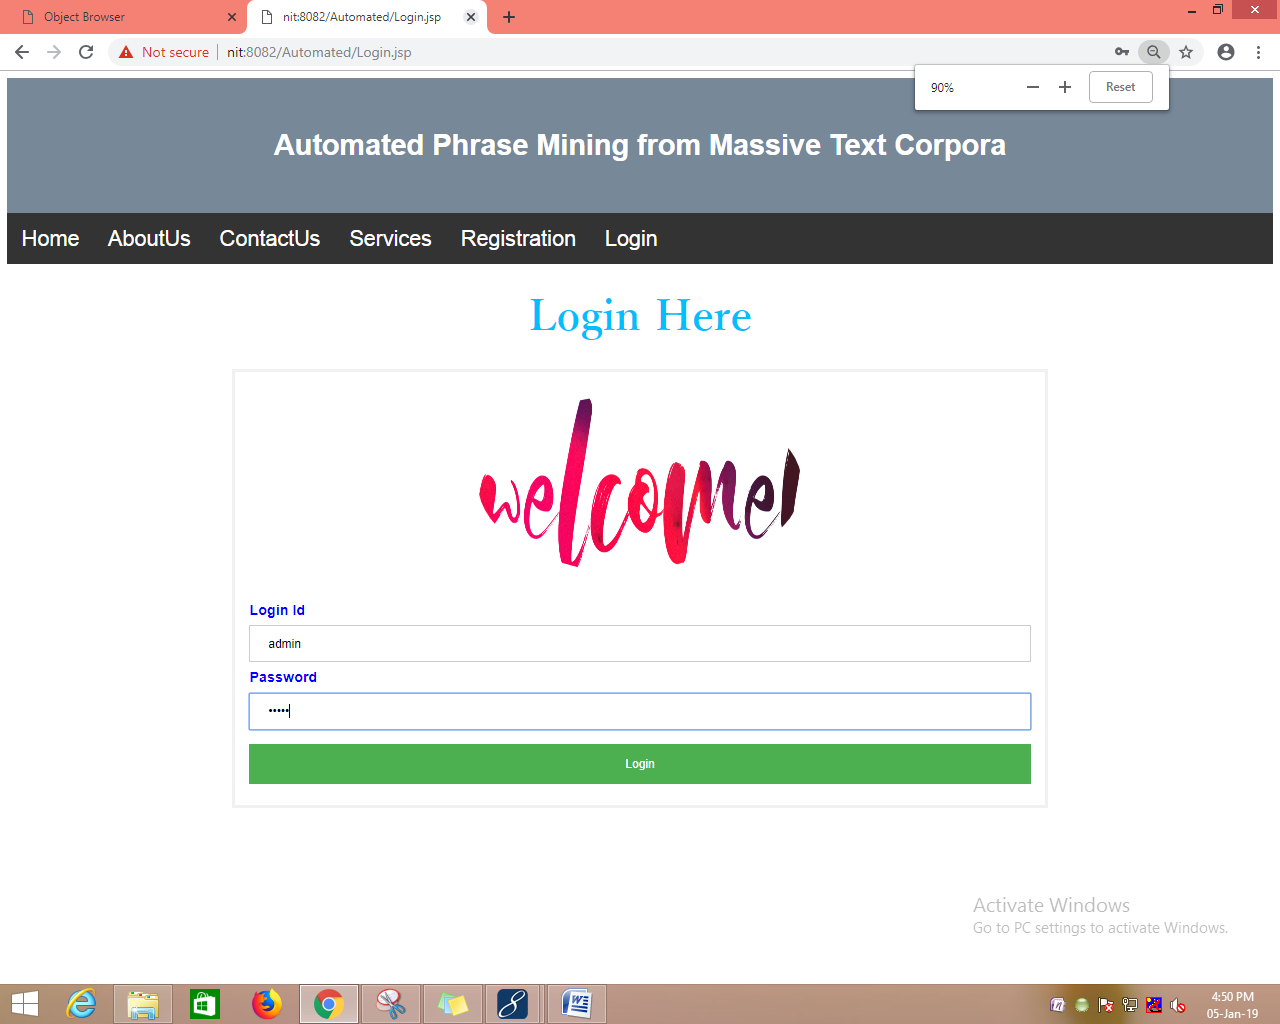 Object Browser
nit:8082/Automated/Login.jsp
Not secure
nit:8082/Automated/Login.jsp
90%
Reset
Automated Phrase Mining from Massive Text Corpora
Home AboutUs ContactUs Services Registration Login
Login Here
welcome!
Login Id
admin
Password
•••••
Login
Activate Windows
Go to PC settings to activate Windows.
4:50 PM
05-Jan-19